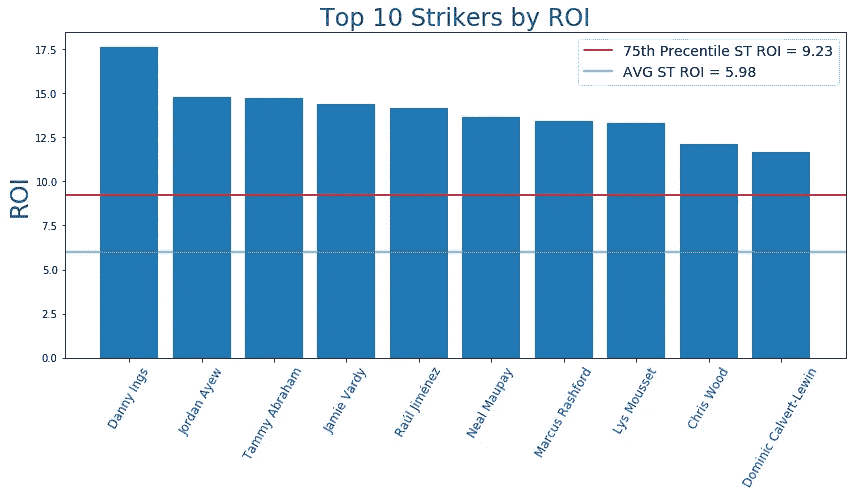 Top 10 Strikers by ROI
75th Precentile ST ROI = 9.23
AVG ST ROI = 5.98
ROI
17.5
15.0
12.5
10.0
7.5
5.0
2.5
0.0
Danny Ings
Jordan Ayew
Tammy Abraham
Jamie Vardy
Raúl Jiménez
Neal Maupay
Marcus Rashford
Lys Mousset
Chris Wood
Dominic Calvert-Lewin